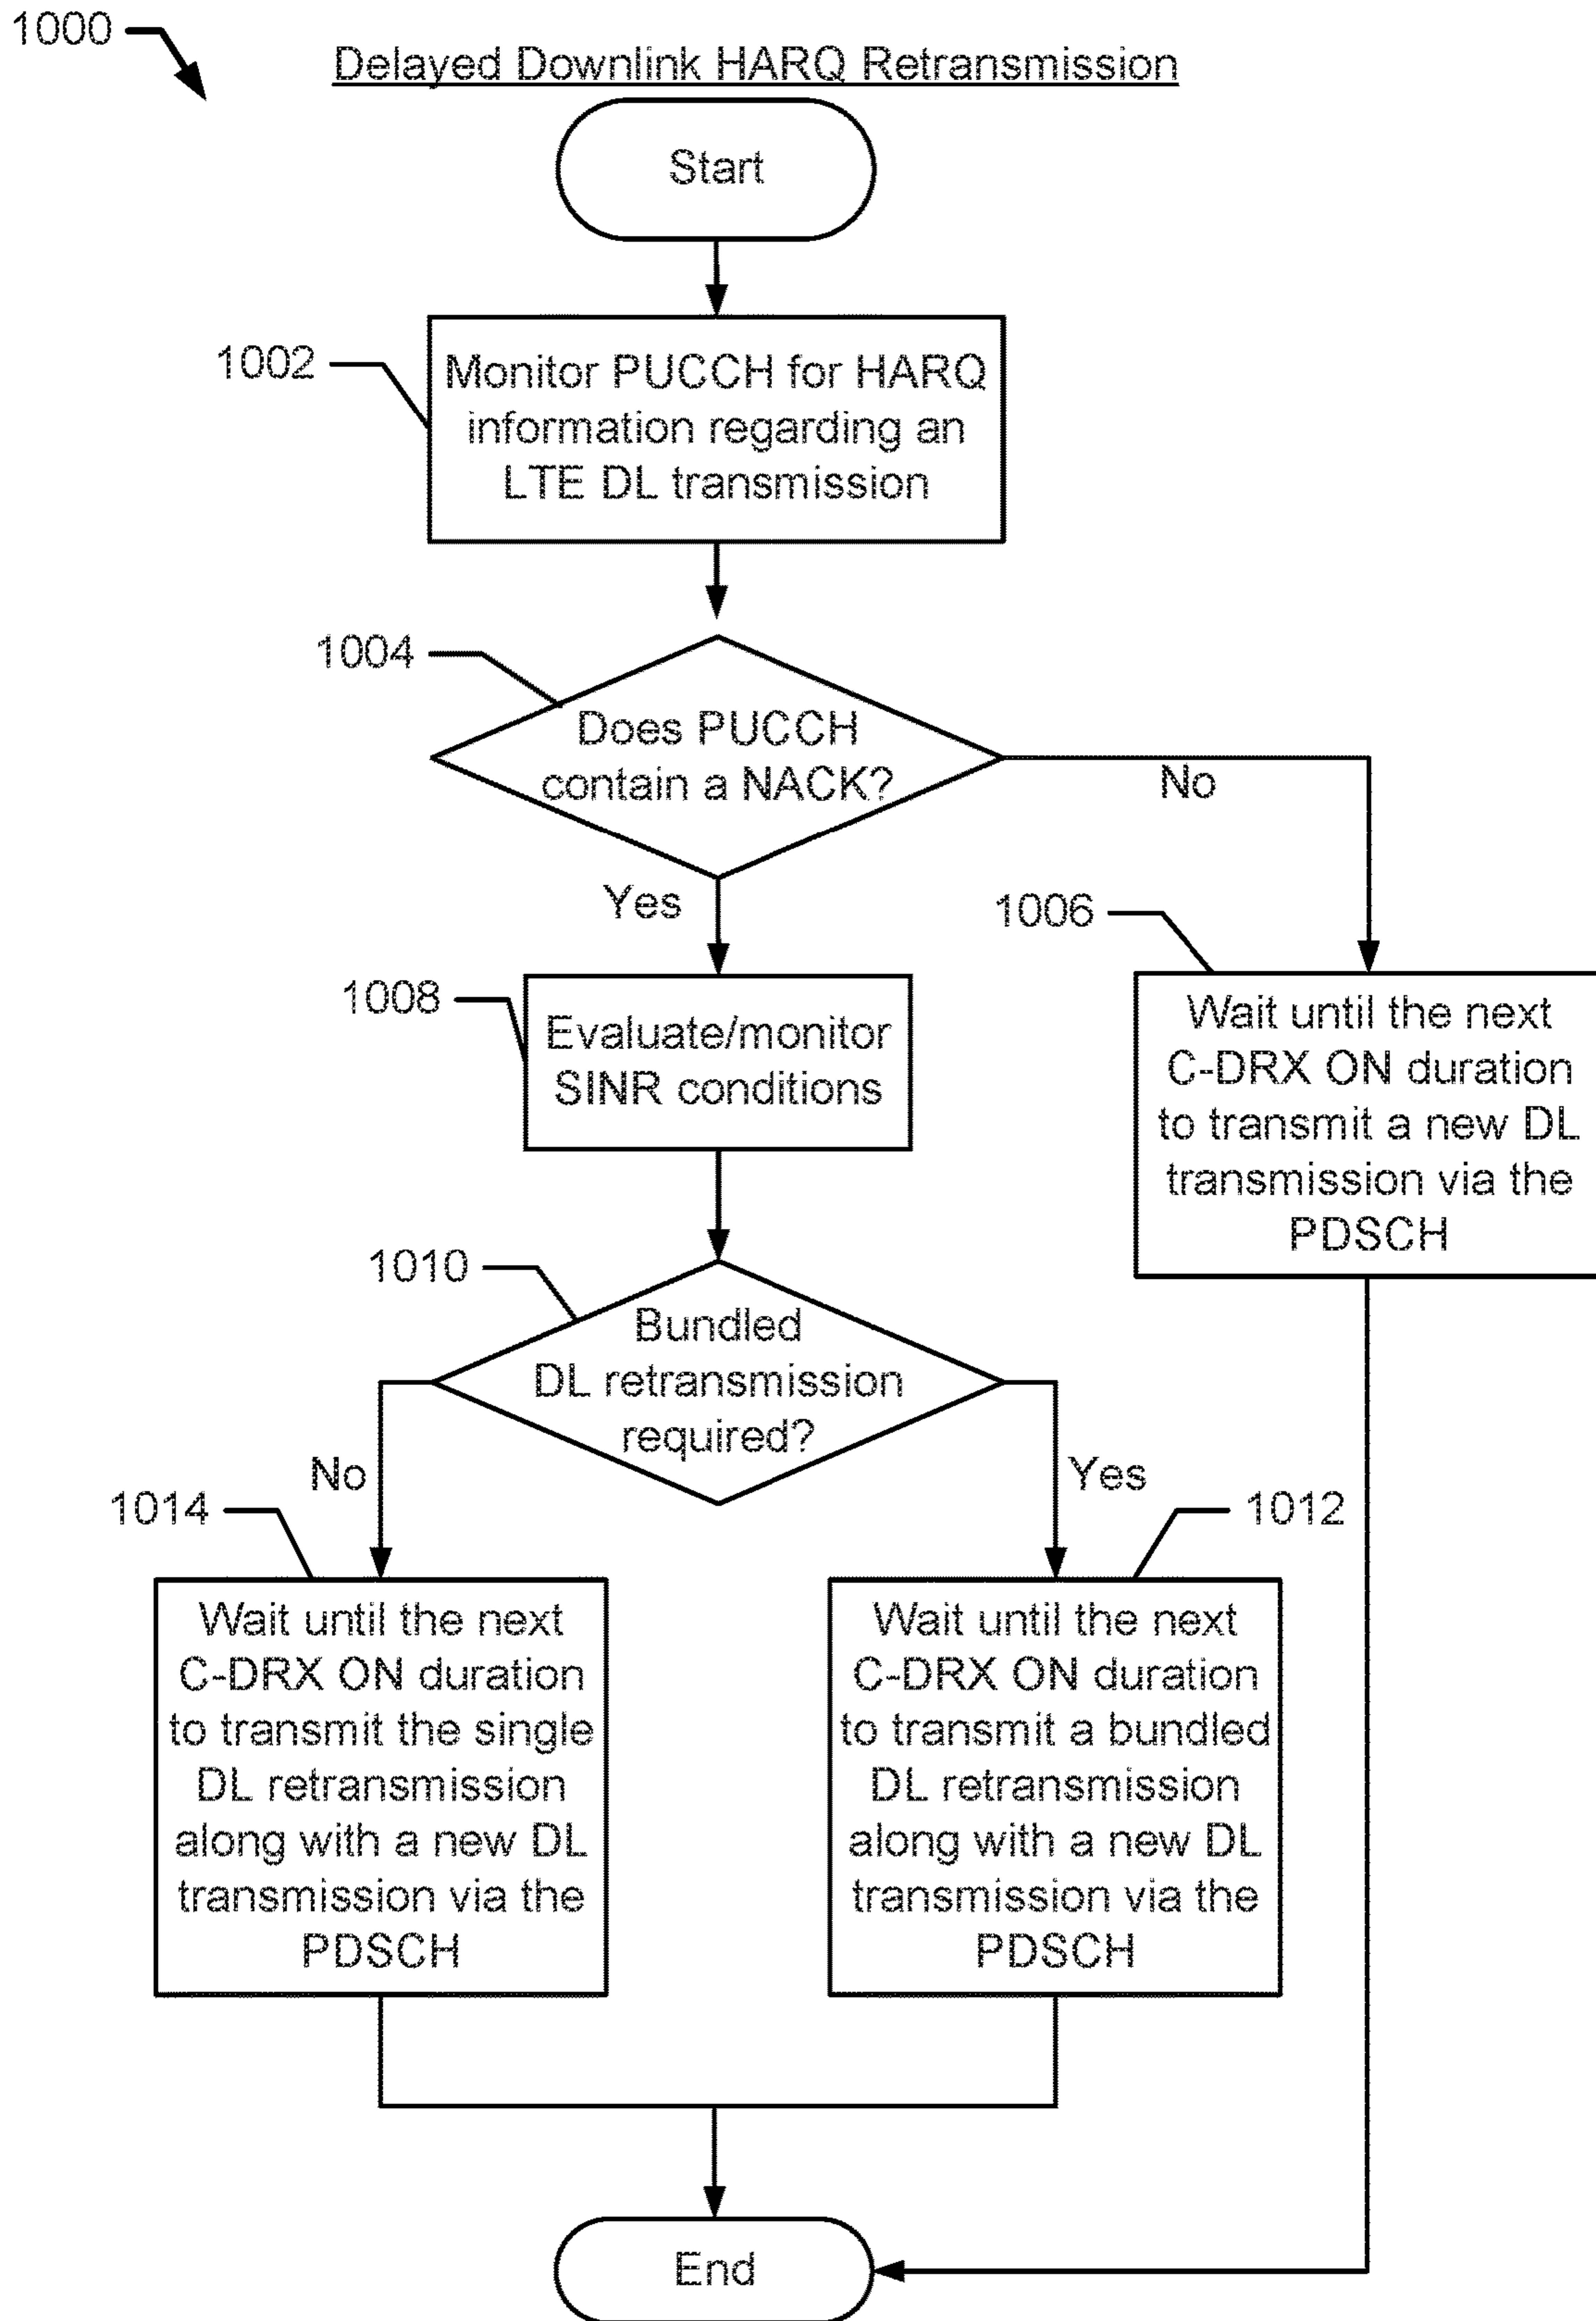 1000
Delayed Downlink HARQ Retransmission
Start
1002
Monitor PUCCH for HARQ
information regarding an
LTE DL transmission
1004
Does PUCCH
contain a NACK?
No
Yes
1006
Wait until the next
C-DRX ON duration
to transmit a new DL
transmission via the
PDSCH
1008
Evaluate/monitor
SINR conditions
1010
Bundled
DL retransmission
required?
No
Yes
1014
Wait until the next
C-DRX ON duration
to transmit the single
DL retransmission
along with a new DL
transmission via the
PDSCH
1012
Wait until the next
C-DRX ON duration
to transmit a bundled
DL retransmission
along with a new DL
transmission via the
PDSCH
End